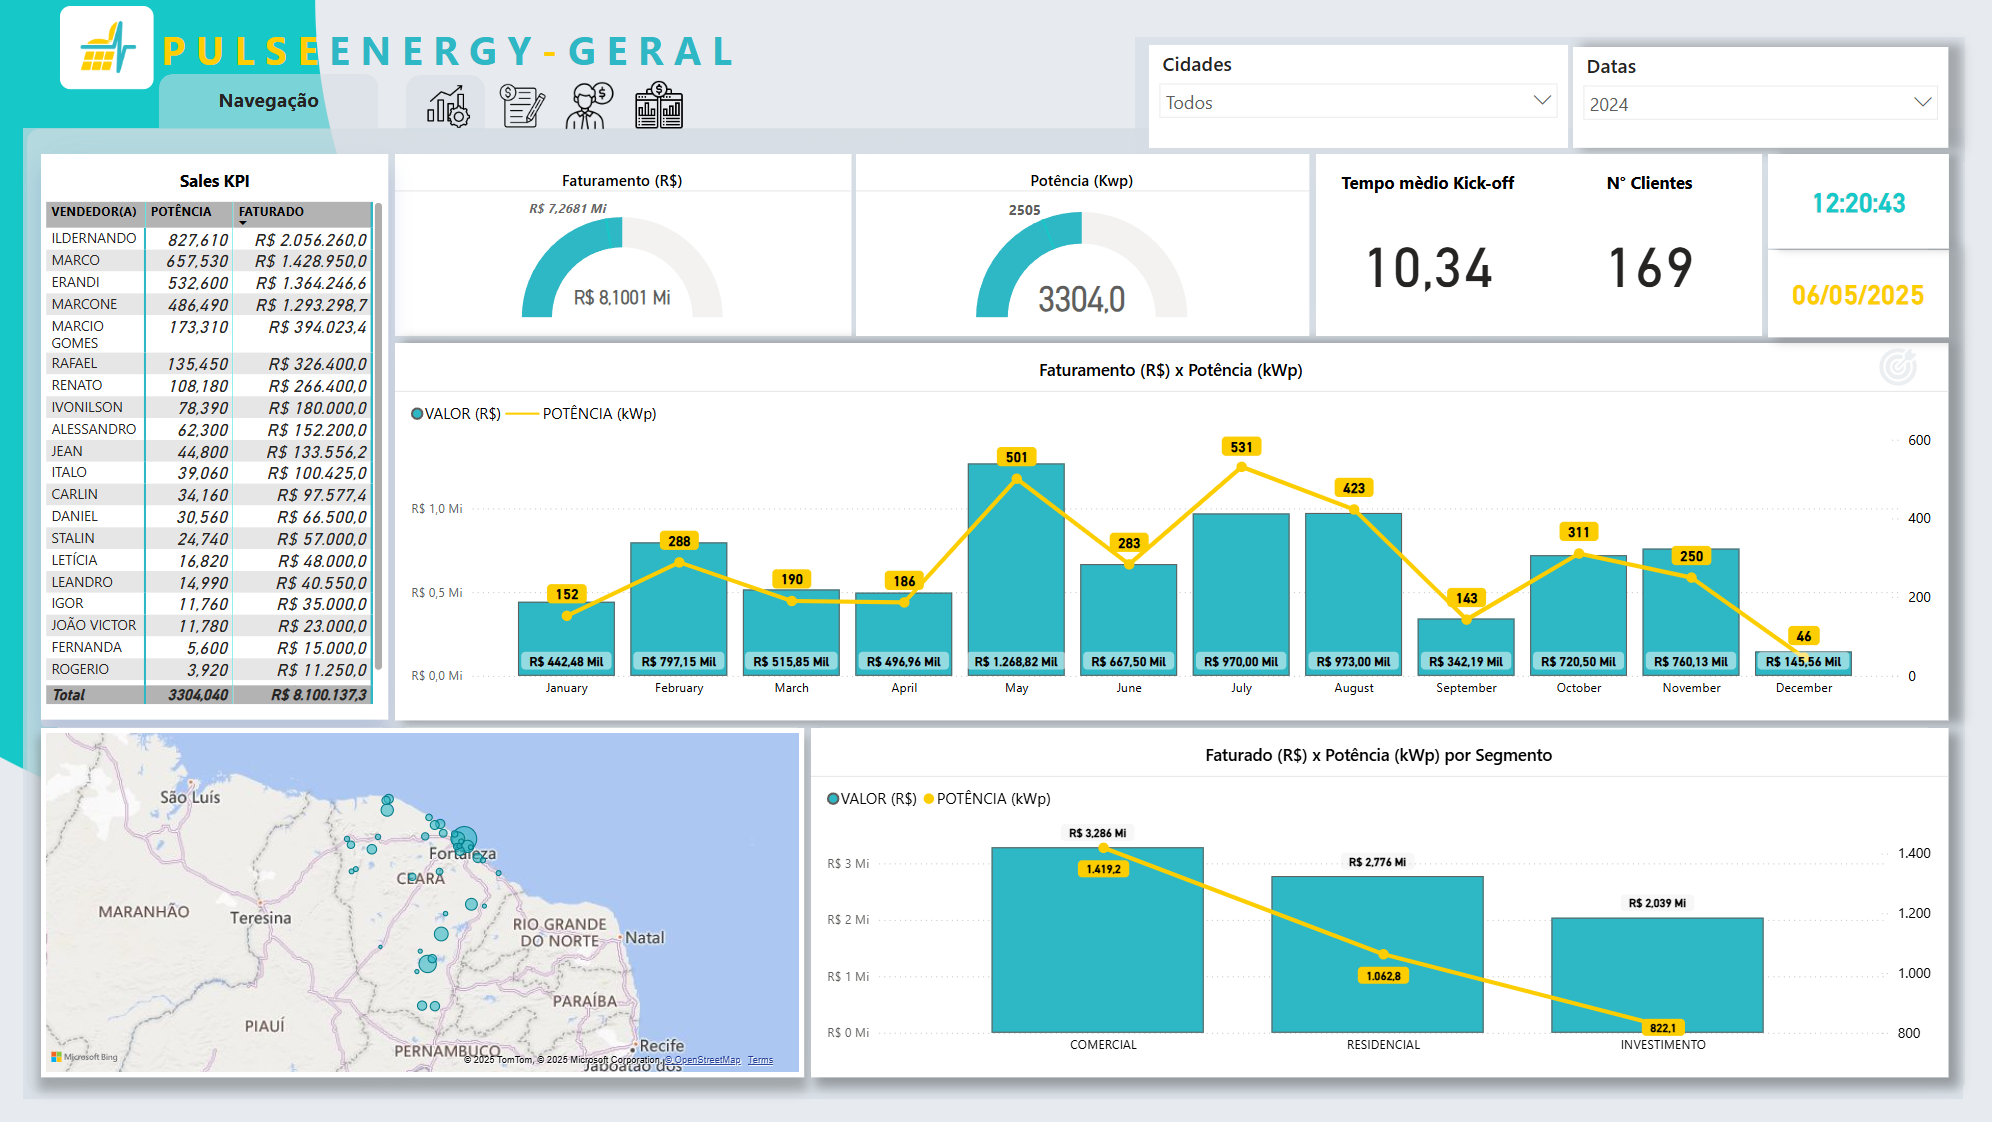 PULSEENERGY-GERAL
Navegação
Cidades
Todos
Datas
2024
Sales KPI
VENDEDOR(A) POTÊNCIA FATURADO
ILDERNANDO 827,610 R$ 2.056.260,0
MARCO 657,530 R$ 1.428.950,0
ERANDI 532,600 R$ 1.364.246,6
MARCONE 486,490 R$ 1.293.298,7
MARCIO GOMES 173,310 R$ 394.023,4
RAFAEL 135,450 R$ 326.400,0
RENATO 108,180 R$ 266.400,0
IVONILSON 78,390 R$ 180.000,0
ALESSANDRO 62,300 R$ 152.200,0
JEAN 44,800 R$ 133.556,2
ITALO 39,060 R$ 100.425,0
CARLIN 34,160 R$ 97.577,4
DANIEL 30,560 R$ 66.500,0
STALIN 24,740 R$ 57.000,0
LETÍCIA 16,820 R$ 48.000,0
LEANDRO 14,990 R$ 40.550,0
IGOR 11,760 R$ 35.000,0
JOÃO VICTOR 11,780 R$ 23.000,0
FERNANDA 5,600 R$ 15.000,0
ROGERIO 3,920 R$ 11.250,0
Total 3304,040 R$ 8.100.137,3
Faturamento (R$)
R$ 7,2681 Mi
R$ 8,1001 Mi
Potência (Kwp)
2505
3304,0
Tempo mèdio Kick-off
10,34
N° Clientes
169
12:20:43
06/05/2025
Faturamento (R$) x Potência (kWp)
VALOR (R$) POTÊNCIA (kWp)
R$ 1,0 Mi
R$ 0,5 Mi
R$ 0,0 Mi
600
400
200
0
152 288 190 186 501 283 531 423 143 311 250 46
R$ 442,48 Mil R$ 797,15 Mil R$ 515,85 Mil R$ 496,96 Mil R$ 1.268,82 Mil R$ 667,50 Mil R$ 970,00 Mil R$ 973,00 Mil R$ 342,19 Mil R$ 720,50 Mil R$ 760,13 Mil R$ 145,56 Mil
January February March April May June July August September October November December
São Luís
Fortaleza
CEARÁ
MARANHÃO
Teresina
RIO GRANDE
DO NORTE
Natal
PARAÍBA
PIAUÍ
Recife
PERNAMBUCO
Jaboatão dos
Microsoft Bing
© 2025 TomTom, © 2025 Microsoft Corporation, © OpenStreetMap Terms
Faturado (R$) x Potência (kWp) por Segmento
VALOR (R$) POTÊNCIA (kWp)
R$ 3 Mi
R$ 2 Mi
R$ 1 Mi
R$ 0 Mi
R$ 3,286 Mi
R$ 2,776 Mi
R$ 2,039 Mi
1.419,2
1.062,8
822,1
1.400
1.200
1.000
800
COMERCIAL RESIDENCIAL INVESTIMENTO